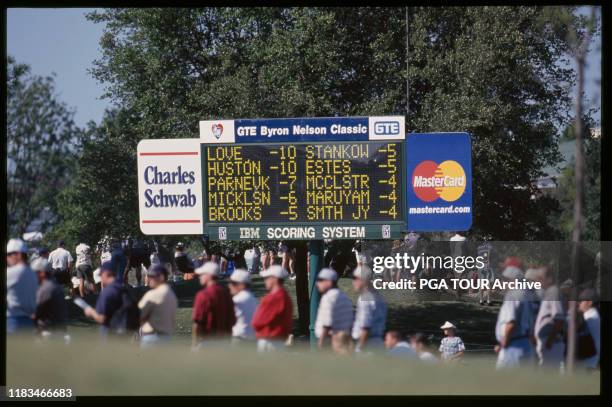 GTE Byron Nelson Classic GTE
Charles
Schwab
LOVE -10 STANKOW -5
HUSTON -10 ESTES -5
PARNEVK -7 MCCLSTR -4
MICKLSN -6 MARUYAM -4
BROOKS -5 SMTH JY -4
IBM SCORING SYSTEM
MasterCard
mastercard.com
gettyimages
Credit: PGA TOUR Archive
1163483836